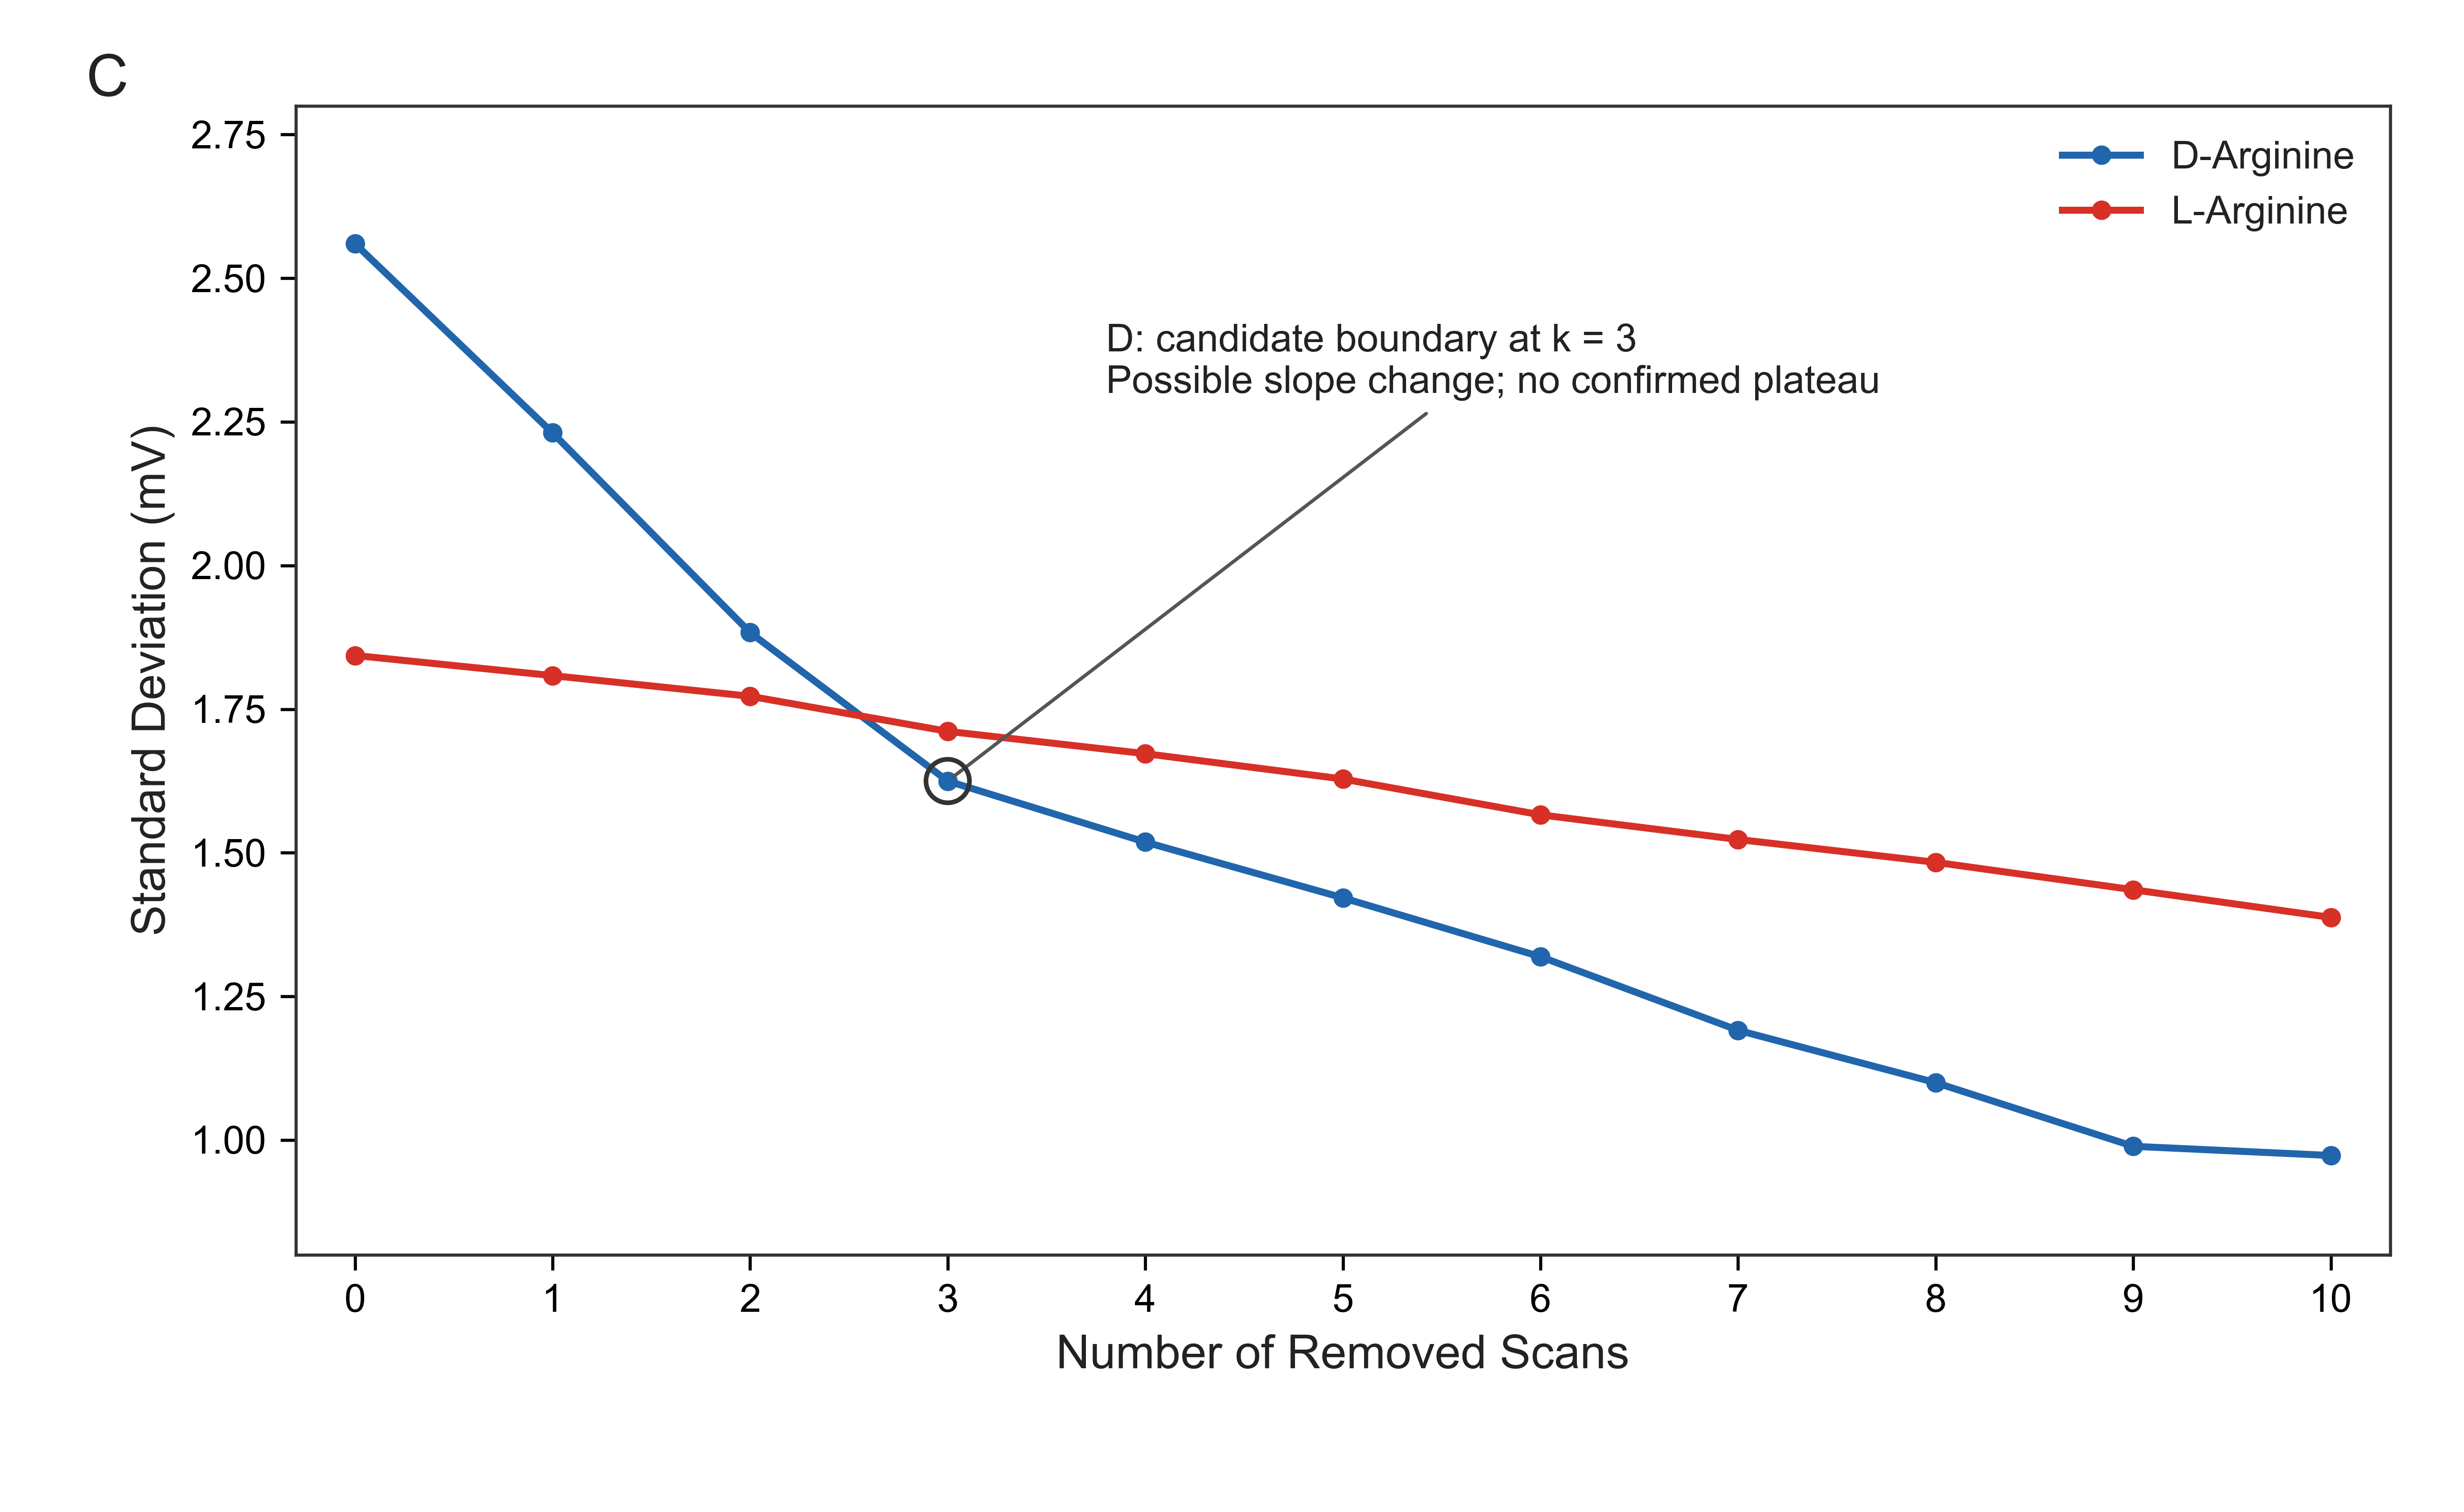 C
2.75
2.50
2.25
2.00
1.75
1.50
1.25
1.00
Standard Deviation (mV)
D-Arginine
L-Arginine
D: candidate boundary at k = 3
Possible slope change; no confirmed plateau
0 1 2 3 4 5 6 7 8 9 10
Number of Removed Scans